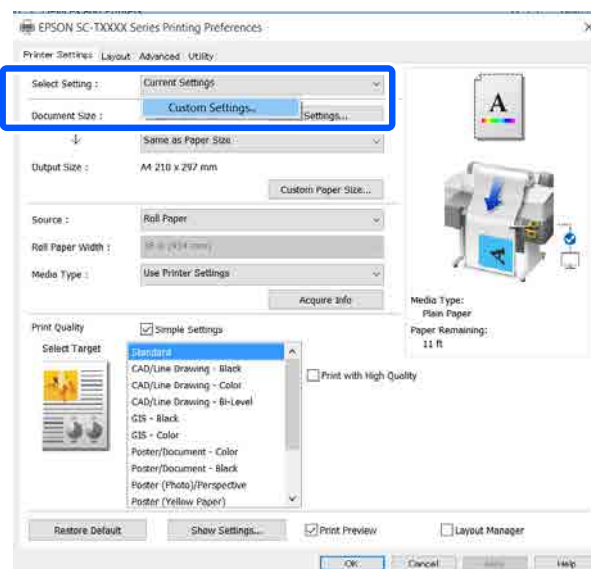 EPSON SC-TXXXX Series Printing Preferences
Printer Settings Layout Advanced Utility
Select Setting : Current Settings
Custom Settings...
Document Size : Settings...
Same as Paper Size
Output Size : A4 210 x 297 mm
Custom Paper Size...
Source : Roll Paper
Roll Paper Width :
Media Type : Use Printer Settings
Acquire Info
Media Type:
Plain Paper
Paper Remaining:
11 ft
Print Quality Simple Settings
Select Target
Standard
CAD/Line Drawing - Black
CAD/Line Drawing - Color
CAD/Line Drawing - Bi-Level
GIS - Black
GIS - Color
Poster/Document - Color
Poster/Document - Black
Poster (Photo)/Perspective
Poster (Yellow Paper)
Print with High Quality
Restore Default Show Settings... Print Preview Layout Manager
OK Cancel Help